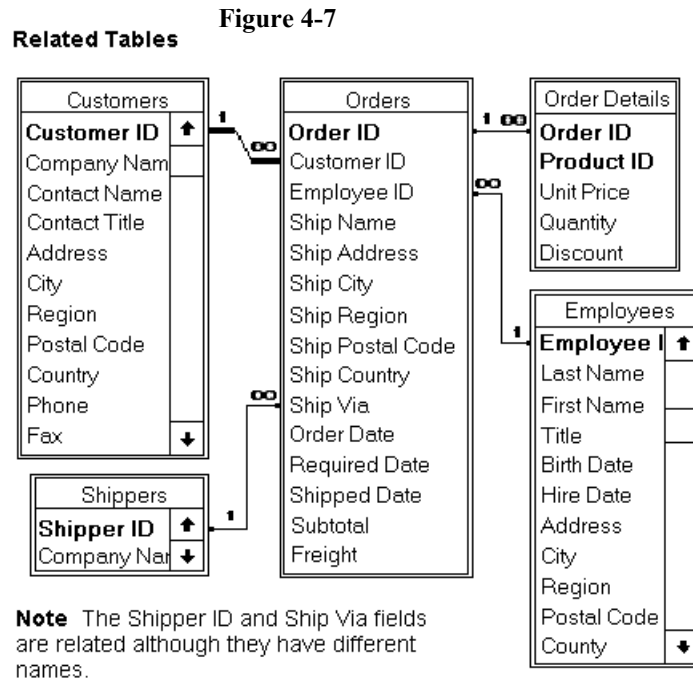 Figure 4-7
Related Tables
Customers
Customer ID
Company Nam
Contact Name
Contact Title
Address
City
Region
Postal Code
Country
Phone
Fax
1
∞
Orders
Order ID
Customer ID
Employee ID
Ship Name
Ship Address
Ship City
Ship Region
Ship Postal Code
Ship Country
Ship Via
Order Date
Required Date
Shipped Date
Subtotal
Freight
1 ∞
Order Details
Order ID
Product ID
Unit Price
Quantity
Discount
∞
1
Employees
Employee I
Last Name
First Name
Title
Birth Date
Hire Date
Address
City
Region
Postal Code
County
∞
1
Shippers
Shipper ID
Company Nar
Note The Shipper ID and Ship Via fields
are related although they have different
names.